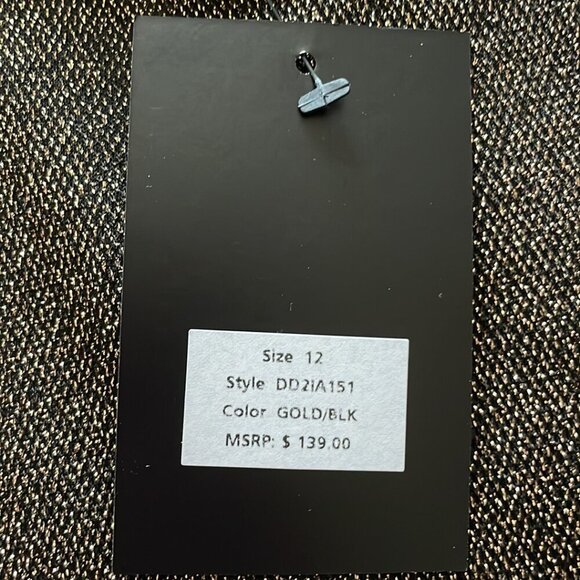 Size 12
Style DD2IA151
Color GOLD/BLK
MSRP: $ 139.00